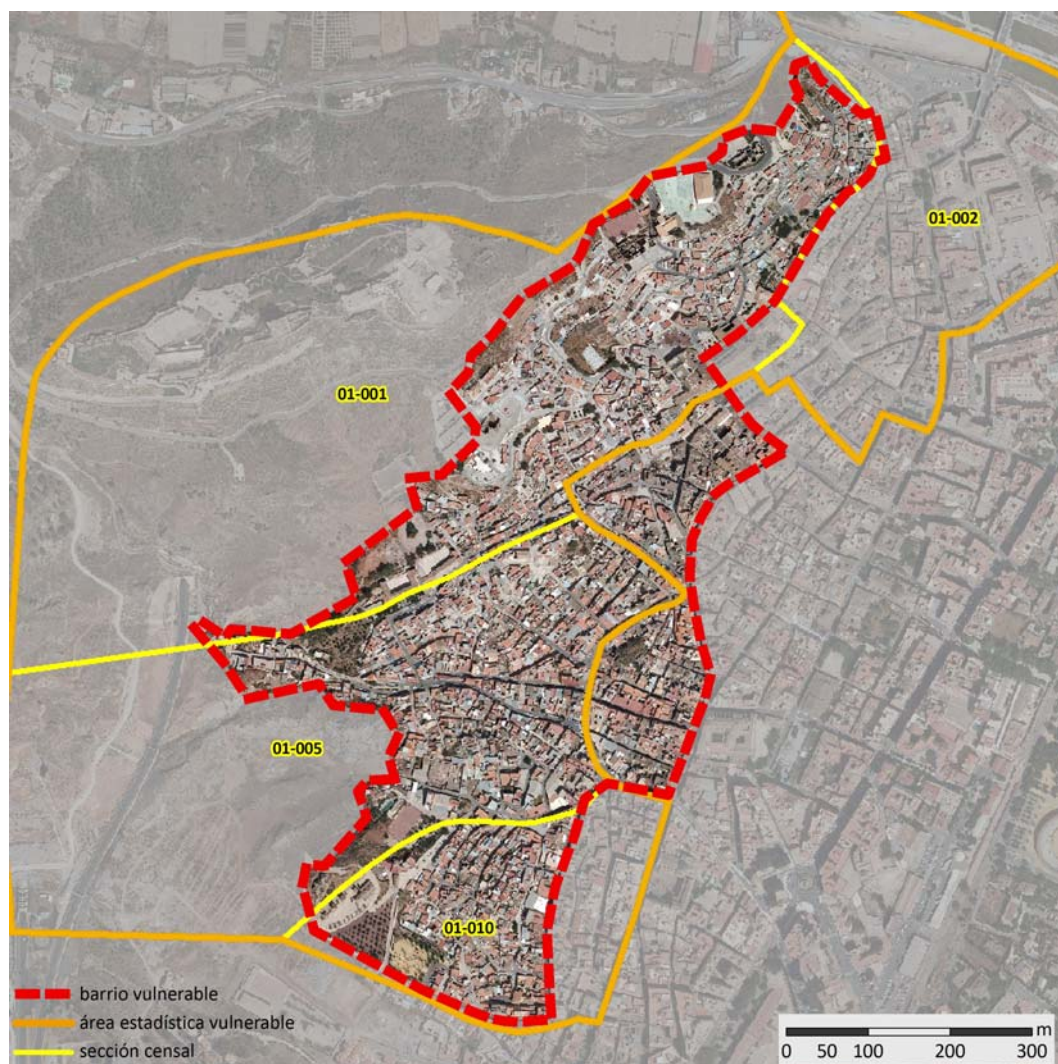 01-002
01-001
01-005
01-010
barrio vulnerable
área estadística vulnerable
sección censal
m
0 50 100 200 300